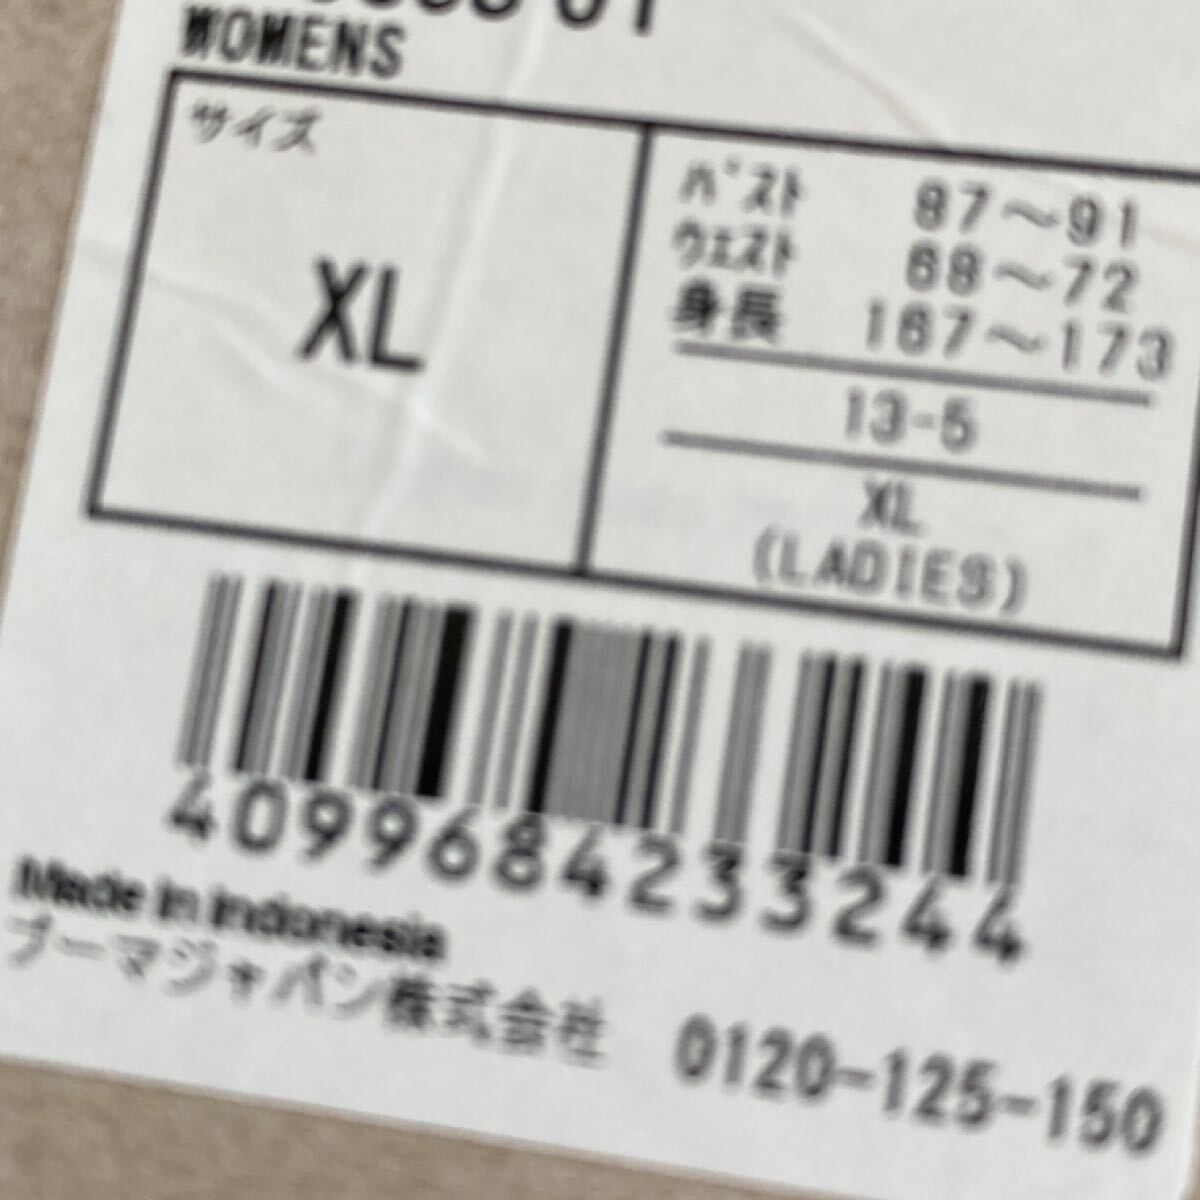 WOMENS
サイズ
XL
バスト 87～91
ウェスト 68～72
身長 167～173
13-5
XL
(LADIES)
4099684233244
Made in Indonesia
プーマジャパン株式会社 0120-125-150